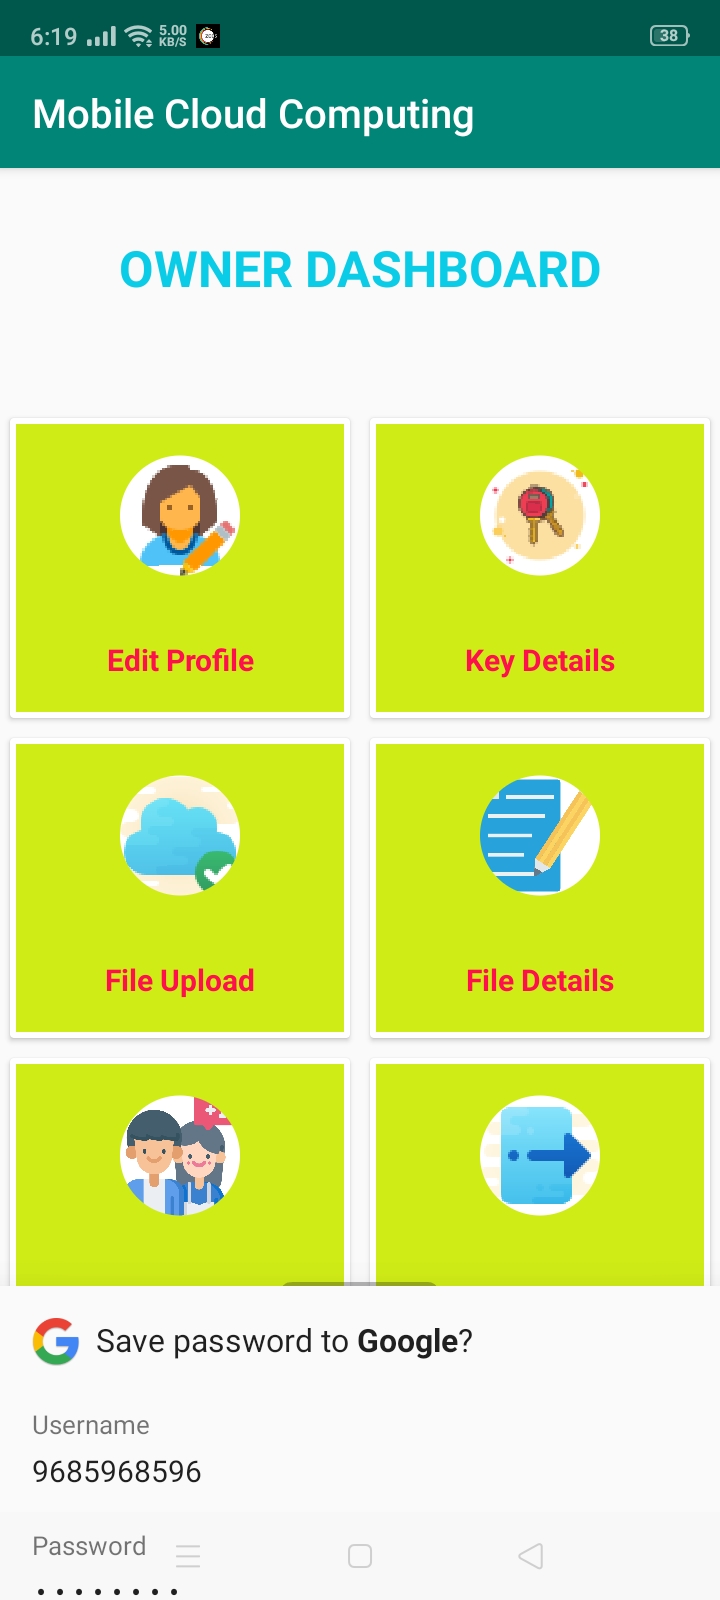 6:19 5.00 KB/S 38
Mobile Cloud Computing
OWNER DASHBOARD
Edit Profile Key Details
File Upload File Details
Save password to Google?
Username
9685968596
Password
• • • • • • • •